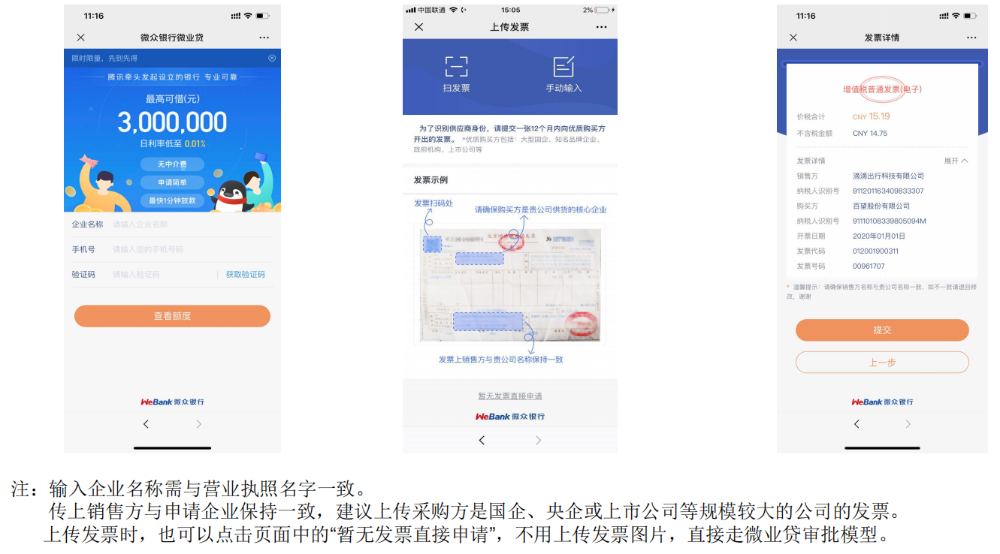 11:16
微众银行微业贷
限时限量，先到先得
腾讯牵头发起设立的银行 专业可靠
最高可借(元)
3,000,000
日利率低至 0.01%
无中介费
申请简单
最快1分钟放款
企业名称 请输入企业名称
手机号 请输入您的手机号码
验证码 请输入验证码 获取验证码
查看额度
WeBank 微众银行
中国联通 15:05 2%
上传发票
扫发票 手动输入
为了识别供应商身份，请提交一张12个月内向优质购买方
开出的发票。 *优质购买方包括：大型国企、知名品牌企业、
政府机构、上市公司等
发票示例
发票扫码处
请确保购买方是贵公司供货的核心企业
发票上销售方与贵公司名称保持一致
暂无发票直接申请
WeBank 微众银行
11:16
发票详情
增值税普通发票(电子)
价税合计 CNY 15.19
不含税金额 CNY 14.75
发票详情 展开
销售方 滴滴出行科技有限公司
纳税人识别号 911201163409833307
购买方 百望股份有限公司
纳税人识别号 91110108339805094M
开票日期 2020年01月01日
发票代码 012001900311
发票号码 00961707
* 温馨提示：请确保销售方名称与贵公司名称一致，如不一致请退回修
改，谢谢
提交
上一步
WeBank 微众银行
注：输入企业名称需与营业执照名字一致。
传上销售方与申请企业保持一致，建议上传采购方是国企、央企或上市公司等规模较大的公司的发票。
上传发票时，也可以点击页面中的“暂无发票直接申请”，不用上传发票图片，直接走微业贷审批模型。